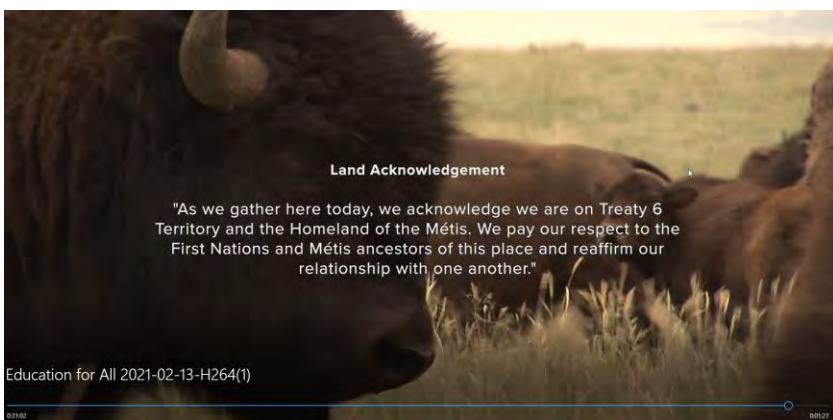 Land Acknowledgement
"As we gather here today, we acknowledge we are on Treaty 6
Territory and the Homeland of the Métis. We pay our respect to the
First Nations and Métis ancestors of this place and reaffirm our
relationship with one another."
Education for All 2021-02-13-H264(1)
0:31:02
0:01:27